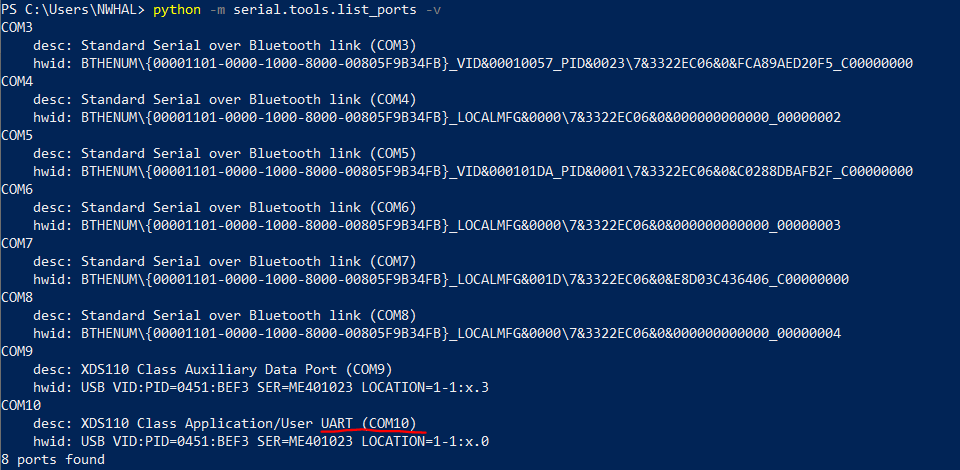 PS C:\Users\NWHAL> python -m serial.tools.list_ports -v
COM3
    desc: Standard Serial over Bluetooth link (COM3)
    hwid: BTHENUM\{00001101-0000-1000-8000-00805F9B34FB}_VID&00010057_PID&0023\7&3322EC06&0&FCA89AED20F5_C00000000
COM4
    desc: Standard Serial over Bluetooth link (COM4)
    hwid: BTHENUM\{00001101-0000-1000-8000-00805F9B34FB}_LOCALMFG&0000\7&3322EC06&0&000000000000_00000002
COM5
    desc: Standard Serial over Bluetooth link (COM5)
    hwid: BTHENUM\{00001101-0000-1000-8000-00805F9B34FB}_VID&000101DA_PID&0001\7&3322EC06&0&C0288DBAFB2F_C00000000
COM6
    desc: Standard Serial over Bluetooth link (COM6)
    hwid: BTHENUM\{00001101-0000-1000-8000-00805F9B34FB}_LOCALMFG&0000\7&3322EC06&0&000000000000_00000003
COM7
    desc: Standard Serial over Bluetooth link (COM7)
    hwid: BTHENUM\{00001101-0000-1000-8000-00805F9B34FB}_LOCALMFG&001D\7&3322EC06&0&E8D03C436406_C00000000
COM8
    desc: Standard Serial over Bluetooth link (COM8)
    hwid: BTHENUM\{00001101-0000-1000-8000-00805F9B34FB}_LOCALMFG&0000\7&3322EC06&0&000000000000_00000004
COM9
    desc: XDS110 Class Auxiliary Data Port (COM9)
    hwid: USB VID:PID=0451:BEF3 SER=ME401023 LOCATION=1-1:x.3
COM10
    desc: XDS110 Class Application/User UART (COM10)
    hwid: USB VID:PID=0451:BEF3 SER=ME401023 LOCATION=1-1:x.0
8 ports found